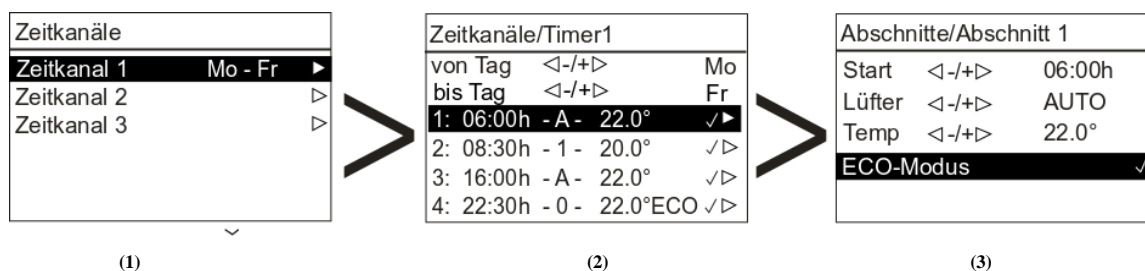 Zeitkanäle
Zeitkanal 1 Mo - Fr ▶
Zeitkanal 2 ▷
Zeitkanal 3 ▷
Zeitkanäle/Timer1
von Tag ◁-/+▷ Mo
bis Tag ◁-/+▷ Fr
1: 06:00h - A - 22.0° ✓▶
2: 08:30h - 1 - 20.0° ✓▷
3: 16:00h - A - 22.0° ✓▷
4: 22:30h - 0 - 22.0°ECO ✓▷
Abschnitte/Abschnitt 1
Start ◁-/+▷ 06:00h
Lüfter ◁-/+▷ AUTO
Temp ◁-/+▷ 22.0°
ECO-Modus ✓
(1) (2) (3)